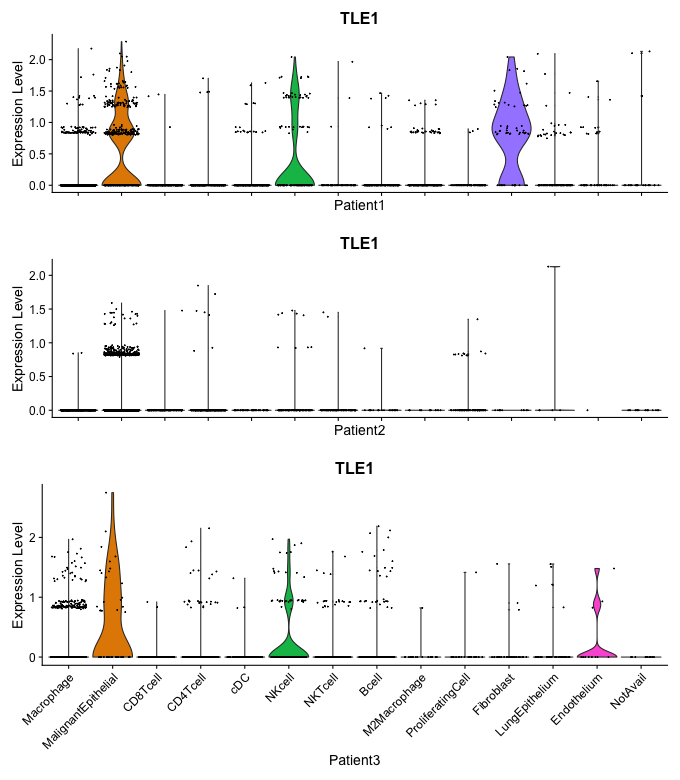 TLE1
Expression Level
2.0
1.5
1.0
0.5
0.0
Patient1
TLE1
Expression Level
2.0
1.5
1.0
0.5
0.0
Patient2
TLE1
Expression Level
2
1
0
Macrophage
MalignantEpithelial
CD8Tcell
CD4Tcell
cDC
NKcell
NKTcell
Bcell
M2Macrophage
ProliferatingCell
Fibroblast
LungEpithelium
Endothelium
NotAvail
Patient3